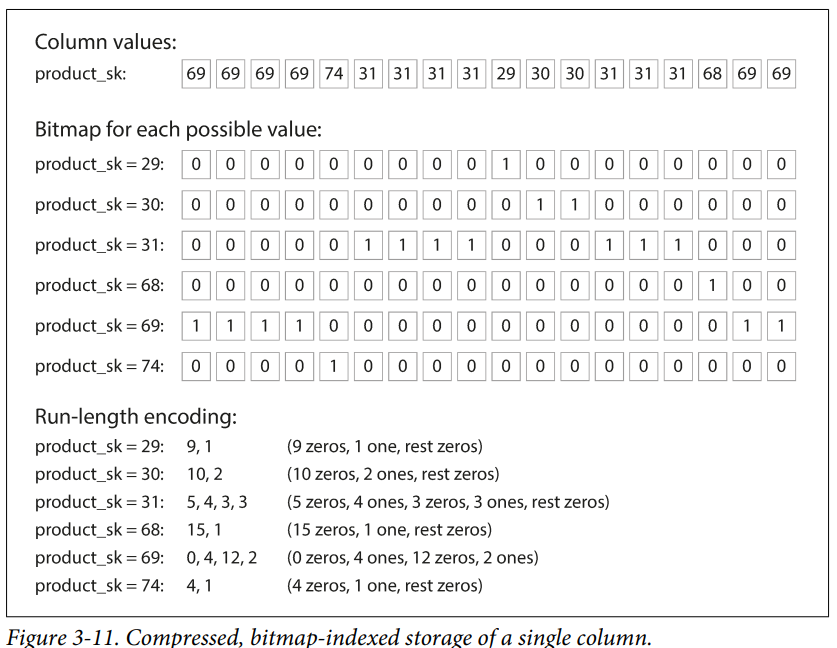 Column values:
product_sk: 69 69 69 69 74 31 31 31 31 29 30 30 31 31 31 68 69 69
Bitmap for each possible value:
product_sk = 29: 0 0 0 0 0 0 0 0 0 1 0 0 0 0 0 0 0 0
product_sk = 30: 0 0 0 0 0 0 0 0 0 0 1 1 0 0 0 0 0 0
product_sk = 31: 0 0 0 0 0 1 1 1 1 0 0 0 1 1 1 0 0 0
product_sk = 68: 0 0 0 0 0 0 0 0 0 0 0 0 0 0 0 1 0 0
product_sk = 69: 1 1 1 1 0 0 0 0 0 0 0 0 0 0 0 0 1 1
product_sk = 74: 0 0 0 0 1 0 0 0 0 0 0 0 0 0 0 0 0 0
Run-length encoding:
product_sk = 29: 9, 1 (9 zeros, 1 one, rest zeros)
product_sk = 30: 10, 2 (10 zeros, 2 ones, rest zeros)
product_sk = 31: 5, 4, 3, 3 (5 zeros, 4 ones, 3 zeros, 3 ones, rest zeros)
product_sk = 68: 15, 1 (15 zeros, 1 one, rest zeros)
product_sk = 69: 0, 4, 12, 2 (0 zeros, 4 ones, 12 zeros, 2 ones)
product_sk = 74: 4, 1 (4 zeros, 1 one, rest zeros)
Figure 3-11. Compressed, bitmap-indexed storage of a single column.